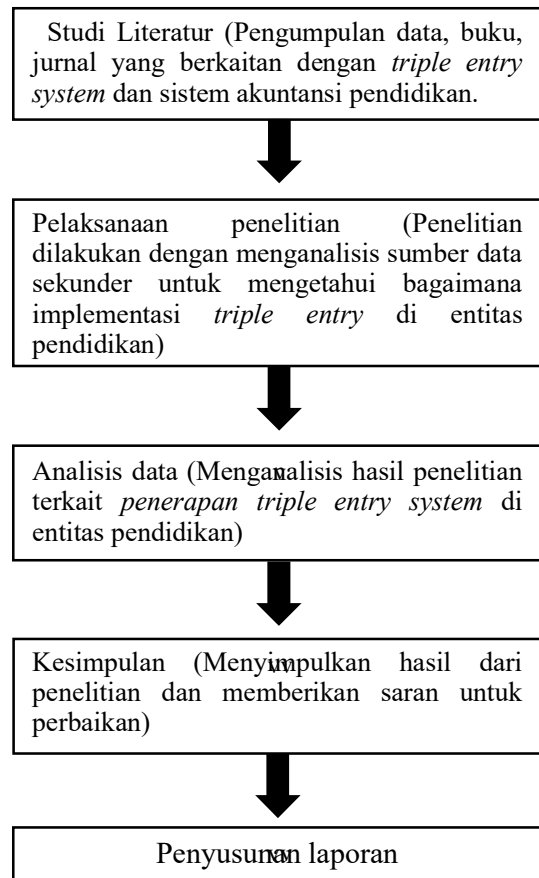 Studi Literatur (Pengumpulan data, buku,
jurnal yang berkaitan dengan triple entry
system dan sistem akuntansi pendidikan.
Pelaksanaan penelitian (Penelitian
dilakukan dengan menganalisis sumber data
sekunder untuk mengetahui bagaimana
implementasi triple entry di entitas
pendidikan)
Analisis data (Menganalisis hasil penelitian
terkait penerapan triple entry system di
entitas pendidikan)
Kesimpulan (Menyimpulkan hasil dari
penelitian dan memberikan saran untuk
perbaikan)
Penyusunan laporan